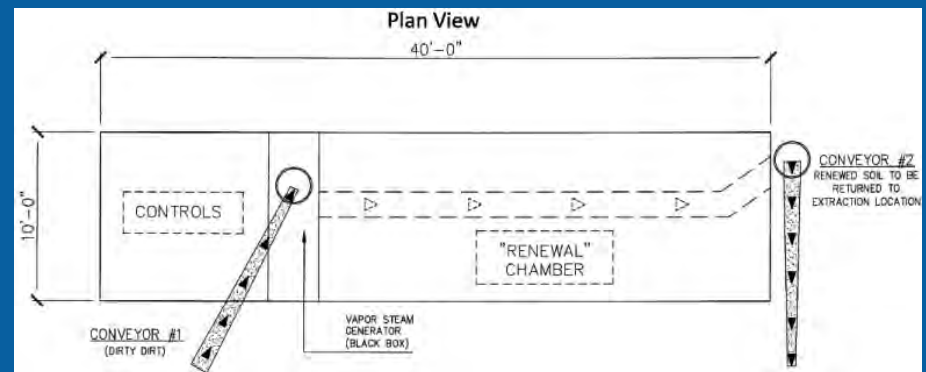 Plan View
40'-0"
10'-0"
CONTROLS
"RENEWAL"
CHAMBER
CONVEYOR #1
(DIRTY DIRT)
VAPOR STEAM
GENERATOR
(BLACK BOX)
CONVEYOR #2
RENEWED SOIL TO BE
RETURNED TO
EXTRACTION LOCATION